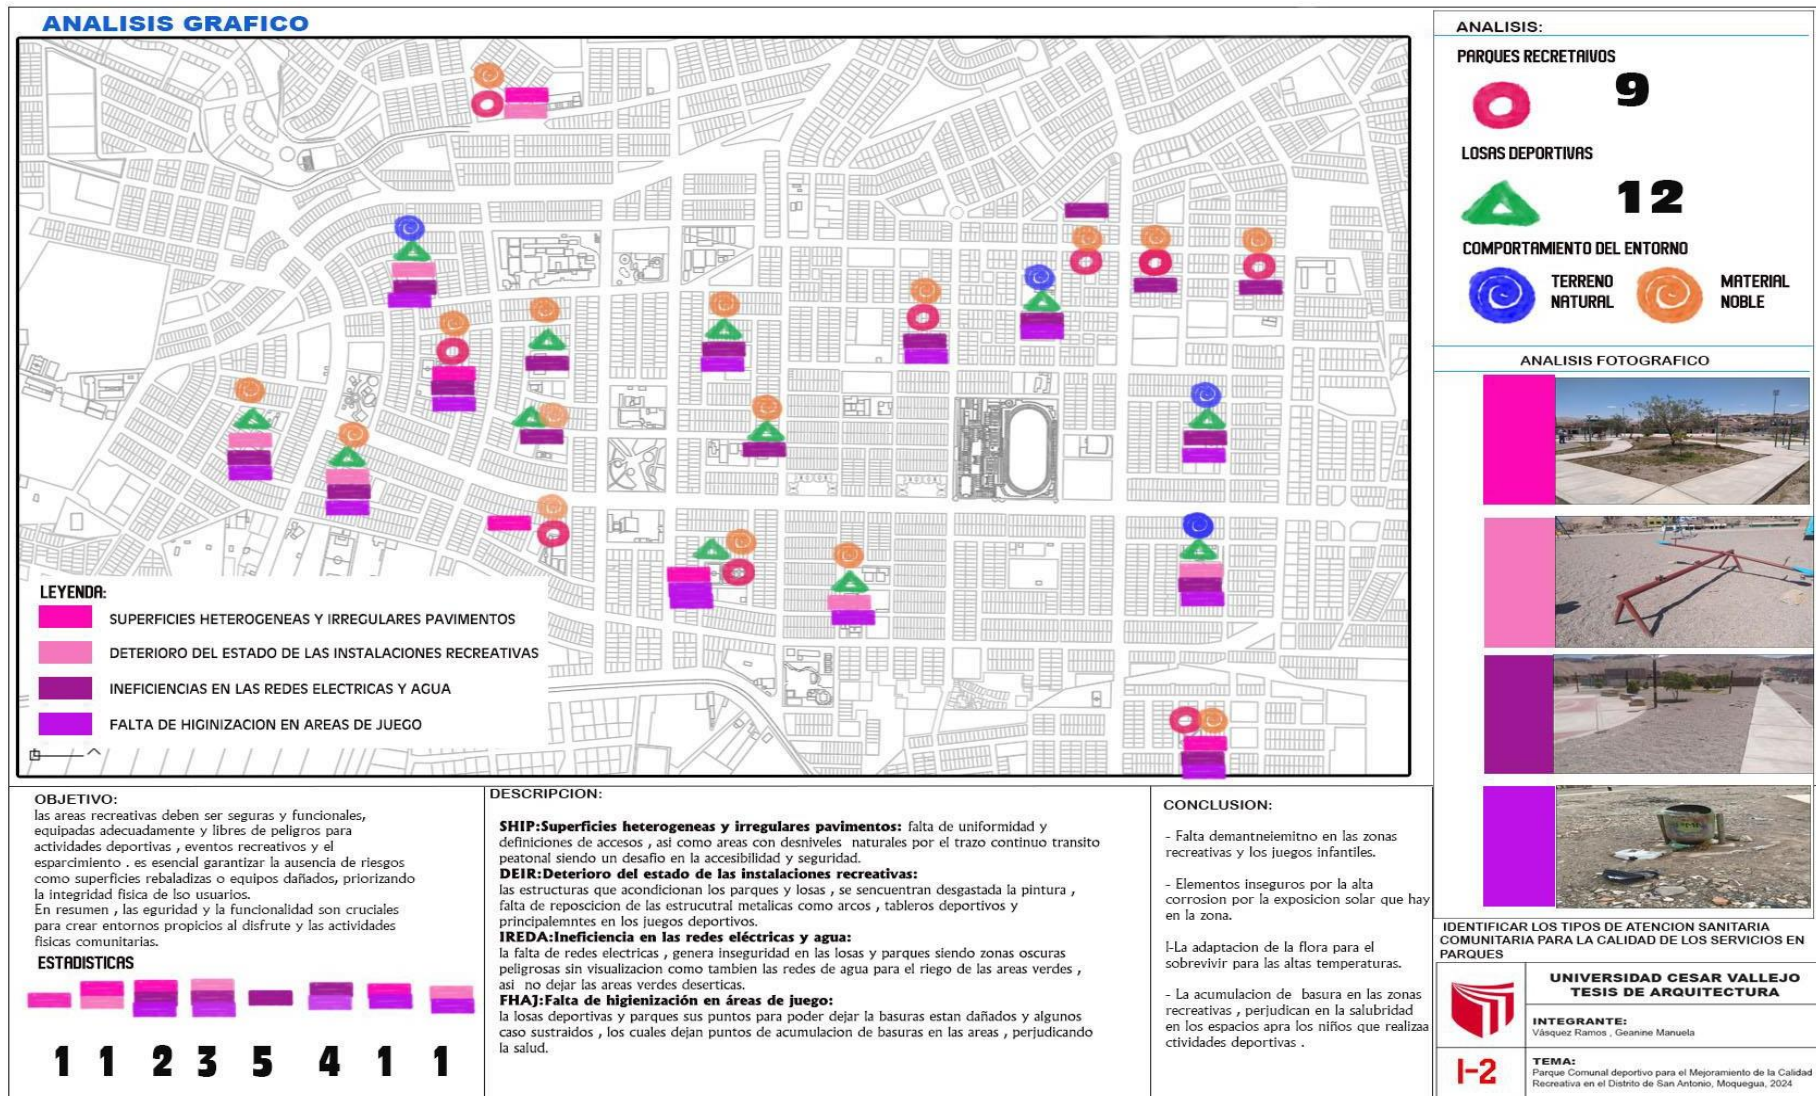 ANALISIS GRAFICO
LEYENDA:
SUPERFICIES HETEROGENEAS Y IRREGULARES PAVIMENTOS
DETERIORO DEL ESTADO DE LAS INSTALACIONES RECREATIVAS
INEFICIENCIAS EN LAS REDES ELECTRICAS Y AGUA
FALTA DE HIGINIZACION EN AREAS DE JUEGO
ANALISIS:
PARQUES RECRETAIVOS
9
LOSAS DEPORTIVAS
12
COMPORTAMIENTO DEL ENTORNO
TERRENO
NATURAL
MATERIAL
NOBLE
ANALISIS FOTOGRAFICO
OBJETIVO:
las areas recreativas deben ser seguras y funcionales,
equipadas adecuadamente y libres de peligros para
actividades deportivas , eventos recreativos y el
esparcimiento . es esencial garantizar la ausencia de riesgos
como superficies rebaladizas o equipos dañados, priorizando
la integridad fisica de lso usuarios.
En resumen , las eguridad y la funcionalidad son cruciales
para crear entornos propicios al disfrute y las actividades
fisicas comunitarias.
ESTADISTICAS
1 1 2 3 5 4 1 1
DESCRIPCION:
SHIP:Superficies heterogeneas y irregulares pavimentos: falta de uniformidad y
definiciones de accesos , asi como areas con desniveles naturales por el trazo continuo transito
peatonal siendo un desafio en la accesibilidad y seguridad.
DEIR:Deterioro del estado de las instalaciones recreativas:
las estructuras que acondicionan los parques y losas , se sencuentran desgastada la pintura ,
falta de reposicion de las estrucutral metalicas como arcos , tableros deportivos y
principalemntes en los juegos deportivos.
IREDA:Ineficiencia en las redes eléctricas y agua:
la falta de redes electricas , genera inseguridad en las losas y parques siendo zonas oscuras
peligrosas sin visualizacion como tambien las redes de agua para el riego de las areas verdes ,
asi no dejar las areas verdes deserticas.
FHAJ:Falta de higienización en áreas de juego:
la losas deportivas y parques sus puntos para poder dejar la basuras estan dañados y algunos
caso sustraidos , los cuales dejan puntos de acumulacion de basuras en las areas , perjudicando
la salud.
CONCLUSION:
- Falta demantneiemitno en las zonas
recreativas y los juegos infantiles.
- Elementos inseguros por la alta
corrosion por la exposicion solar que hay
en la zona.
l-La adaptacion de la flora para el
sobrevivir para las altas temperaturas.
- La acumulacion de basura en las zonas
recreativas , perjudican en la salubridad
en los espacios apra los niños que realizaa
ctividades deportivas .
IDENTIFICAR LOS TIPOS DE ATENCION SANITARIA
COMUNITARIA PARA LA CALIDAD DE LOS SERVICIOS EN
PARQUES
UNIVERSIDAD CESAR VALLEJO
TESIS DE ARQUITECTURA
INTEGRANTE:
Vásquez Ramos , Geanine Manuela
I-2
TEMA:
Parque Comunal deportivo para el Mejoramiento de la Calidad
Recreativa en el Distrito de San Antonio, Moquegua, 2024